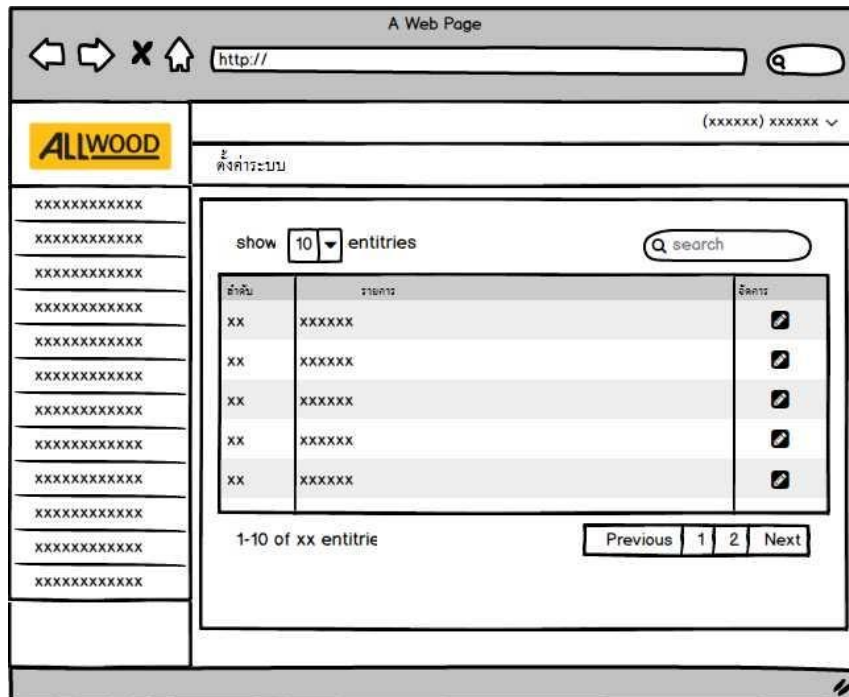 A Web Page
http://
(xxxxxx) xxxxxx
ALLWOOD
ตั้งค่าระบบ
xxxxxxxxxxxx
xxxxxxxxxxxx
xxxxxxxxxxxx
xxxxxxxxxxxx
xxxxxxxxxxxx
xxxxxxxxxxxx
xxxxxxxxxxxx
xxxxxxxxxxxx
xxxxxxxxxxxx
xxxxxxxxxxxx
xxxxxxxxxxxx
xxxxxxxxxxxx
show 10 entitries search
ลำดับ รายการ จัดการ
xx xxxxxx
xx xxxxxx
xx xxxxxx
xx xxxxxx
xx xxxxxx
1-10 of xx entitrie Previous 1 2 Next